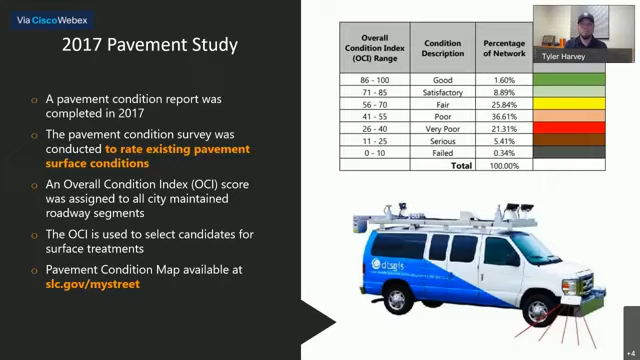 Via Cisco Webex
2017 Pavement Study
○ A pavement condition report was
completed in 2017
○ The pavement condition survey was
conducted to rate existing pavement
surface conditions
○ An Overall Condition Index (OCI) score
was assigned to all city maintained
roadway segments
○ The OCI is used to select candidates for
surface treatments
○ Pavement Condition Map available at
slc.gov/mystreet
Overall
Condition Index
(OCI) Range
Condition
Description
Percentage
of Network
86 - 100 Good 1.60%
71 - 85 Satisfactory 8.89%
56 - 70 Fair 25.84%
41 - 55 Poor 36.61%
26 - 40 Very Poor 21.31%
11 - 25 Serious 5.41%
0 - 10 Failed 0.34%
Total 100.00%
Tyler Harvey
dtsgis
+4